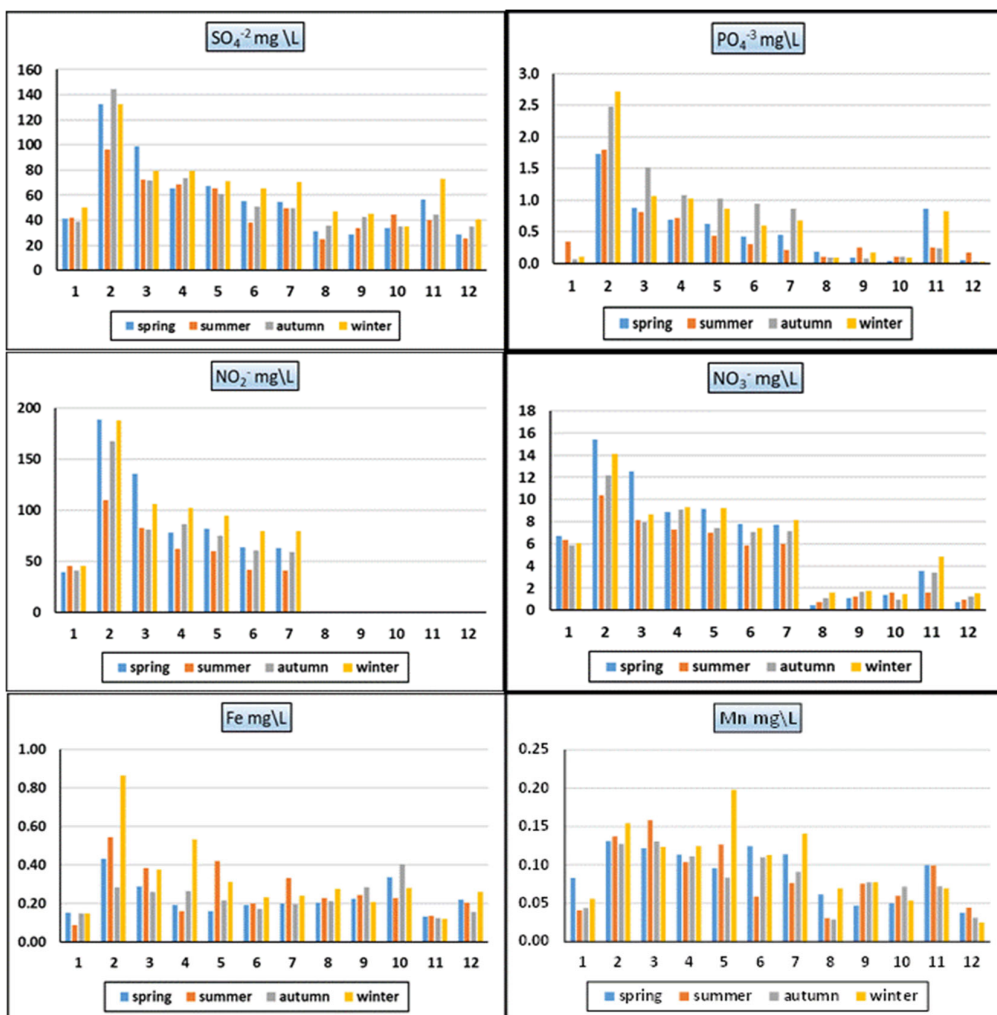 SO₄⁻² mg \L
160
140
120
100
80
60
40
20
0
1 2 3 4 5 6 7 8 9 10 11 12
spring summer autumn winter
PO₄⁻³ mg\L
3.0
2.5
2.0
1.5
1.0
0.5
0.0
1 2 3 4 5 6 7 8 9 10 11 12
spring summer autumn winter
NO₂⁻ mg\L
200
150
100
50
0
1 2 3 4 5 6 7 8 9 10 11 12
spring summer autumn winter
NO₃⁻ mg\L
18
16
14
12
10
8
6
4
2
0
1 2 3 4 5 6 7 8 9 10 11 12
spring summer autumn winter
Fe mg\L
1.00
0.80
0.60
0.40
0.20
0.00
1 2 3 4 5 6 7 8 9 10 11 12
spring summer autumn winter
Mn mg\L
0.25
0.20
0.15
0.10
0.05
0.00
1 2 3 4 5 6 7 8 9 10 11 12
spring summer autumn winter